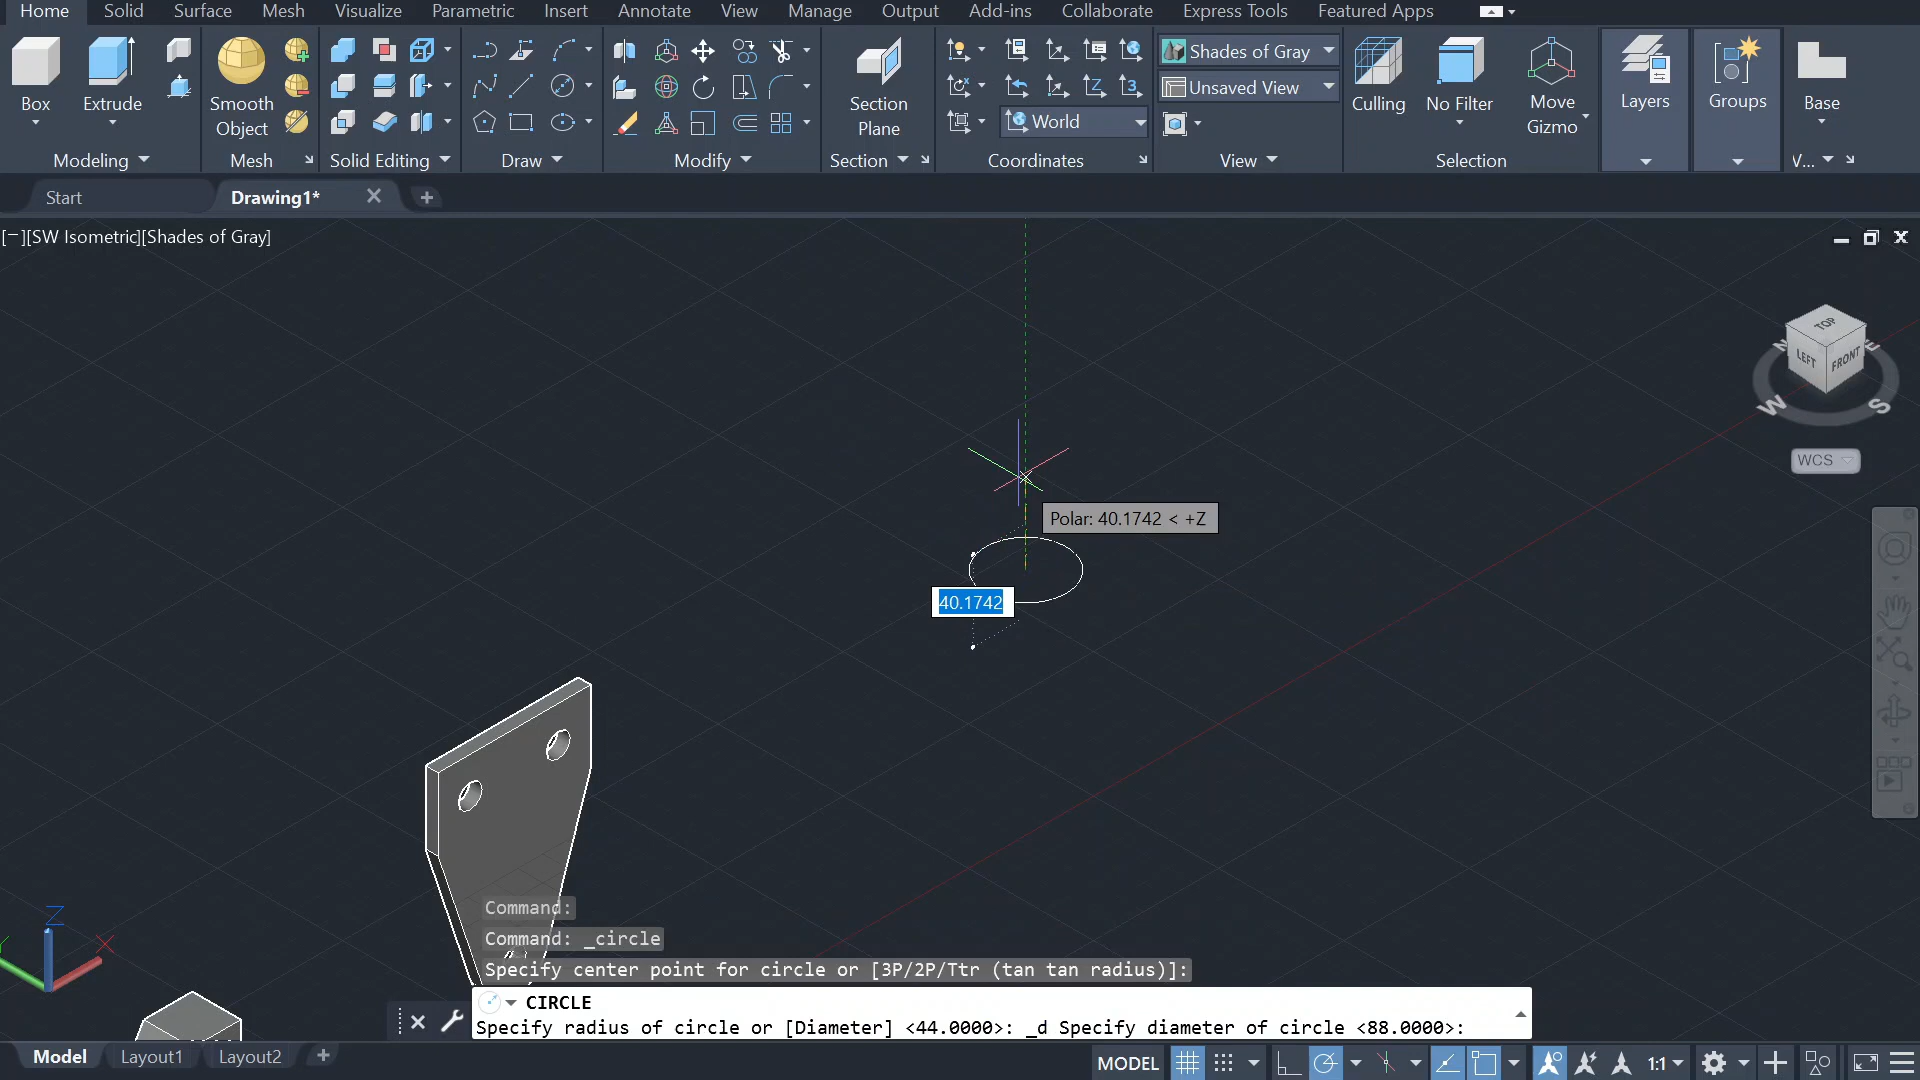 Home Solid Surface Mesh Visualize Parametric Insert Annotate View Manage Output Add-ins Collaborate Express Tools Featured Apps
Box
Extrude
Modeling
Smooth
Object
Mesh
Solid Editing
Draw
Modify
Section
Plane
Section
World
Coordinates
Shades of Gray
Unsaved View
View
Culling
No Filter
Move
Gizmo
Selection
Layers
Groups
Base
V...
Start
Drawing1*
[−][SW Isometric][Shades of Gray]
TOP
LEFT
FRONT
N
E
W
S
WCS
Polar: 40.1742 < +Z
40.1742
Z
X
Command:
Command: _circle
Specify center point for circle or [3P/2P/Ttr (tan tan radius)]:
CIRCLE
Specify radius of circle or [Diameter] <44.0000>: _d Specify diameter of circle <88.0000>:
Model Layout1 Layout2
MODEL
1:1